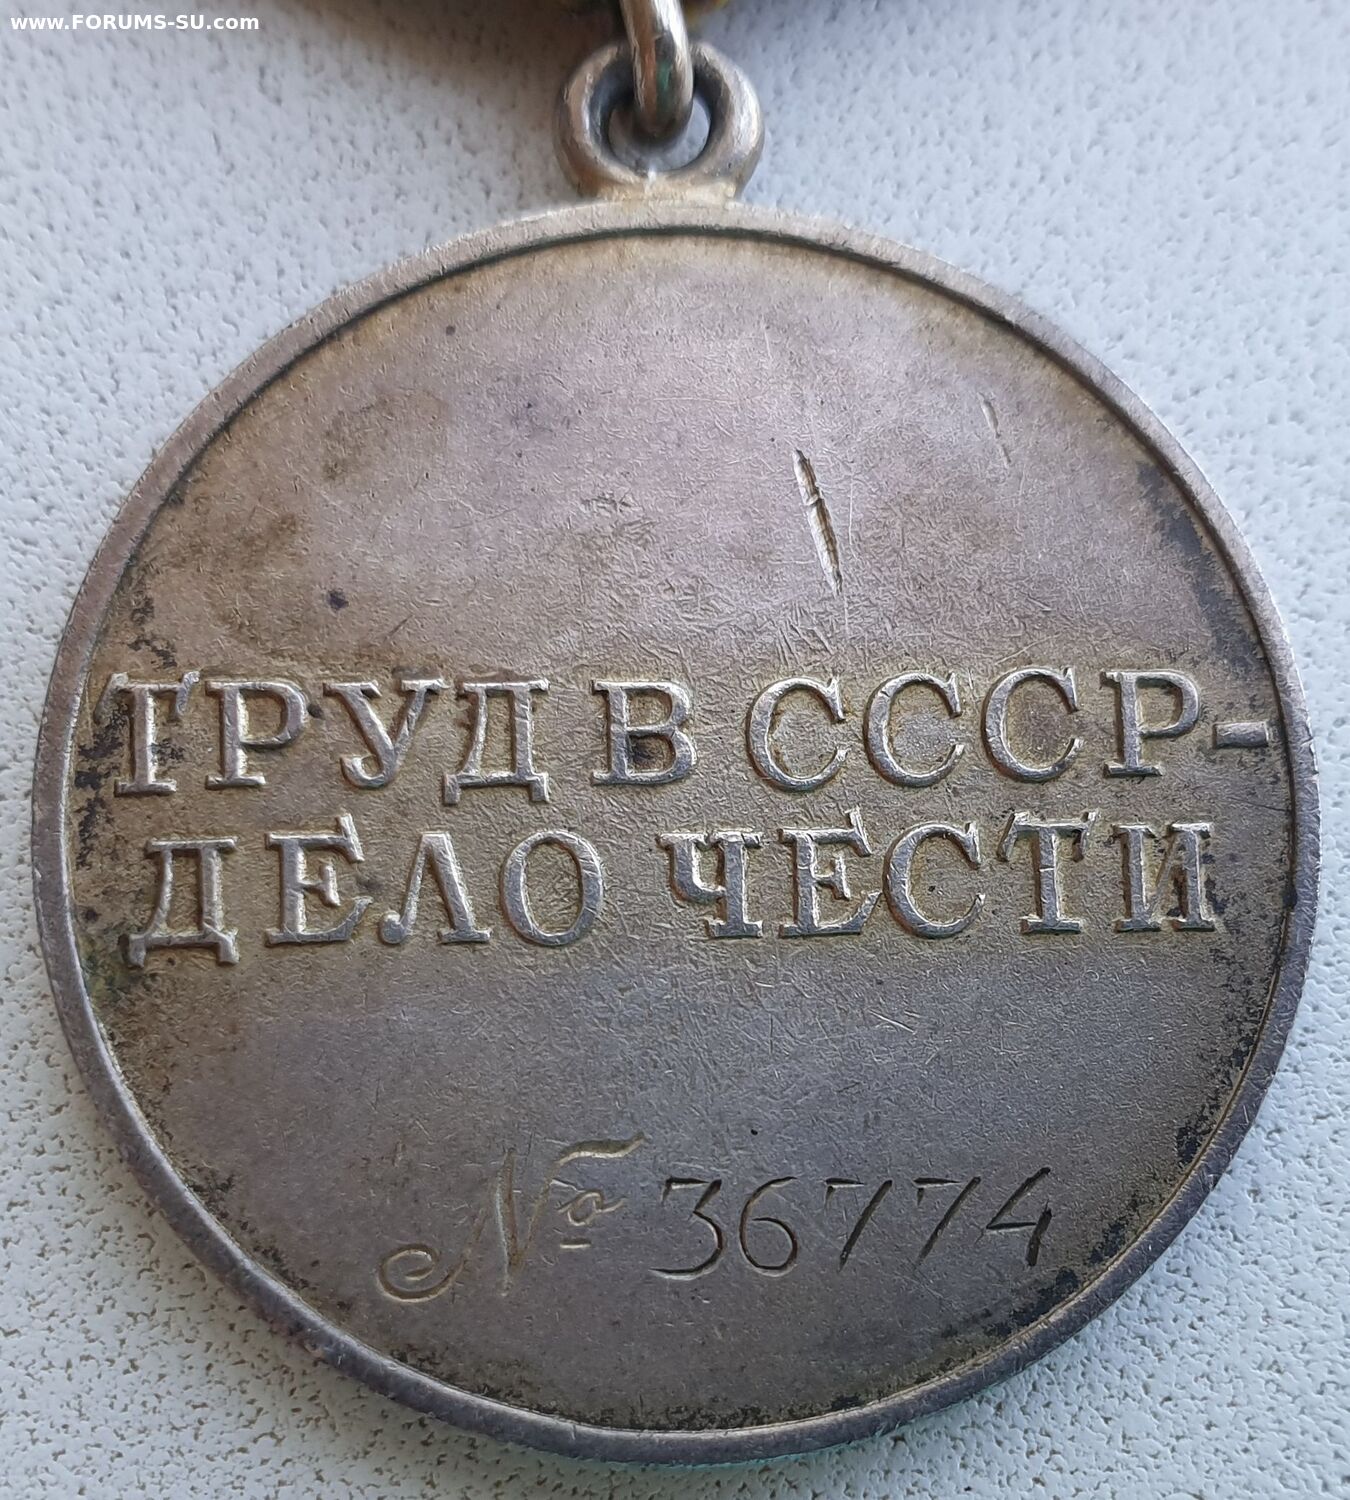 www.FORUMS-SU.com
ТРУД В СССР-
ДЕЛО ЧЕСТИ
№ 36774